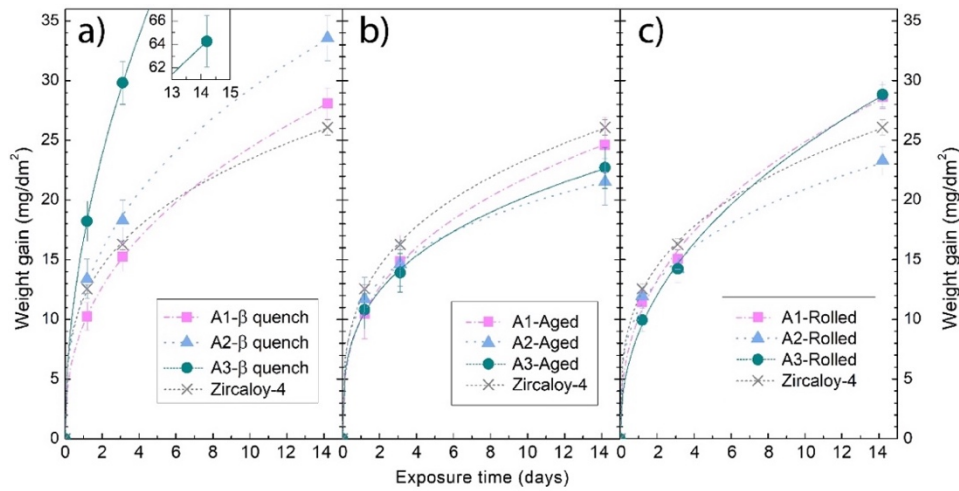 a)
b)
c)
Weight gain (mg/dm²)
36
35
30
25
20
15
10
5
0
66
64
62
13 14 15
A1-β quench
A2-β quench
A3-β quench
Zircaloy-4
A1-Aged
A2-Aged
A3-Aged
Zircaloy-4
A1-Rolled
A2-Rolled
A3-Rolled
Zircaloy-4
35
30
25
20
15
10
5
0
Weight gain (mg/dm²)
0 2 4 6 8 10 12 14 0 2 4 6 8 10 12 14 0 2 4 6 8 10 12 14
Exposure time (days)